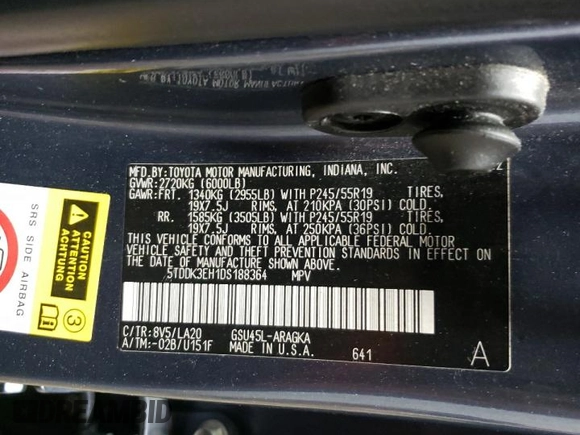 MFD.BY:TOYOTA MOTOR MANUFACTURING, INDIANA, INC.
GVWR:2720KG (6000LB)
GAWR:FRT. 1340KG (2955LB) WITH P245/55R19 TIRES,
19X7.5J RIMS, AT 210KPA (30PSI) COLD.
RR. 1585KG (3505LB) WITH P245/55R19 TIRES,
19X7.5J RIMS, AT 250KPA (36PSI) COLD.
THIS VEHICLE CONFORMS TO ALL APPLICABLE FEDERAL MOTOR
VEHICLE SAFETY AND THEFT PREVENTION STANDARDS IN EFFECT
ON THE DATE OF MANUFACTURE SHOWN ABOVE.
5TDDK3EH1DS188364 MPV
C/TR:8V5/LA20 GSU45L-ARAGKA
A/TM:-02B/U151F MADE IN U.S.A. 641
A
SRS SIDE AIRBAG
CAUTION
ACHTUNG
ATTENTION